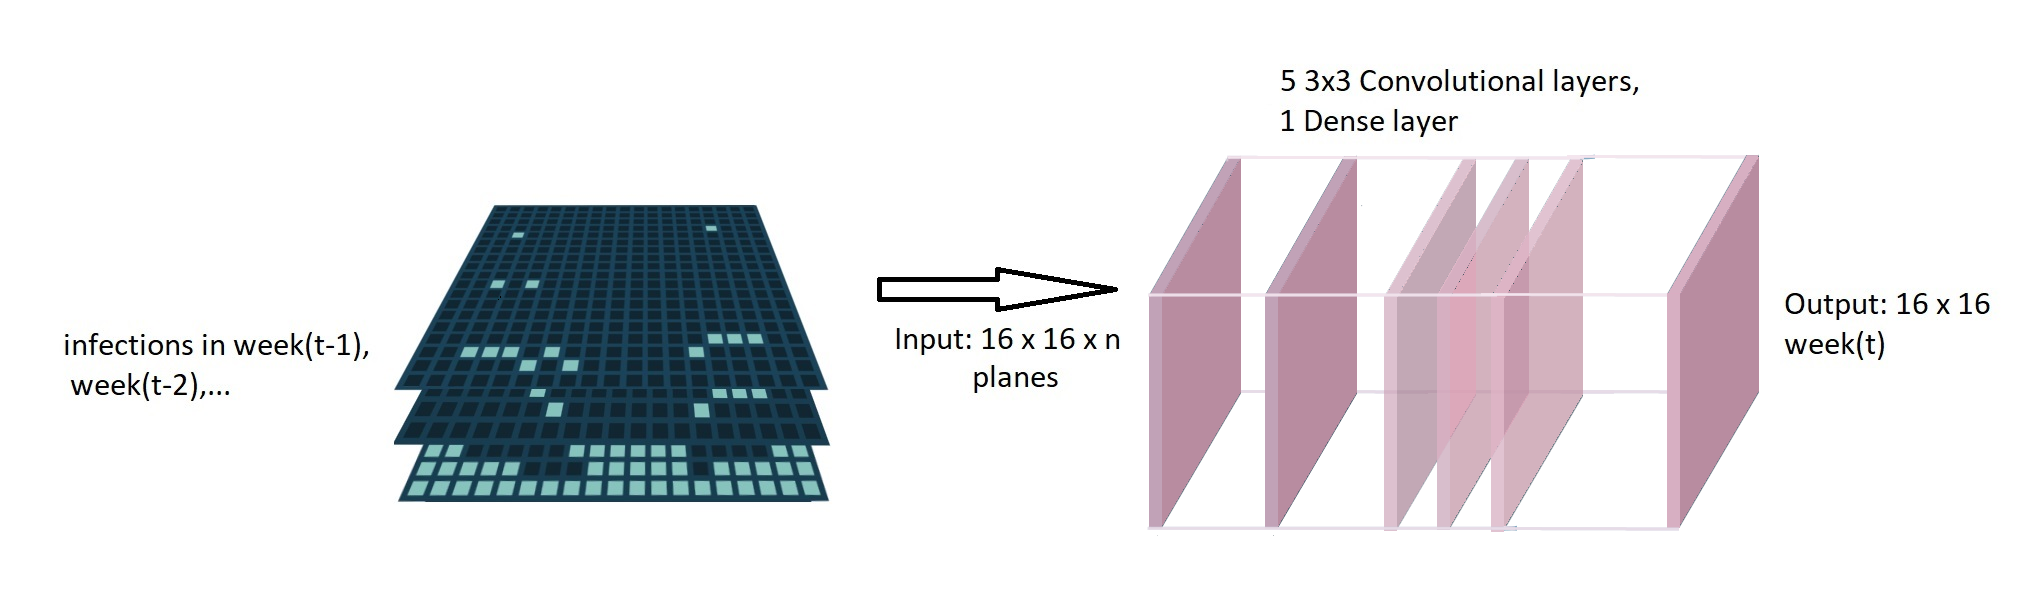 infections in week(t-1),
week(t-2),...
Input: 16 x 16 x n
planes
5 3x3 Convolutional layers,
1 Dense layer
Output: 16 x 16
week(t)